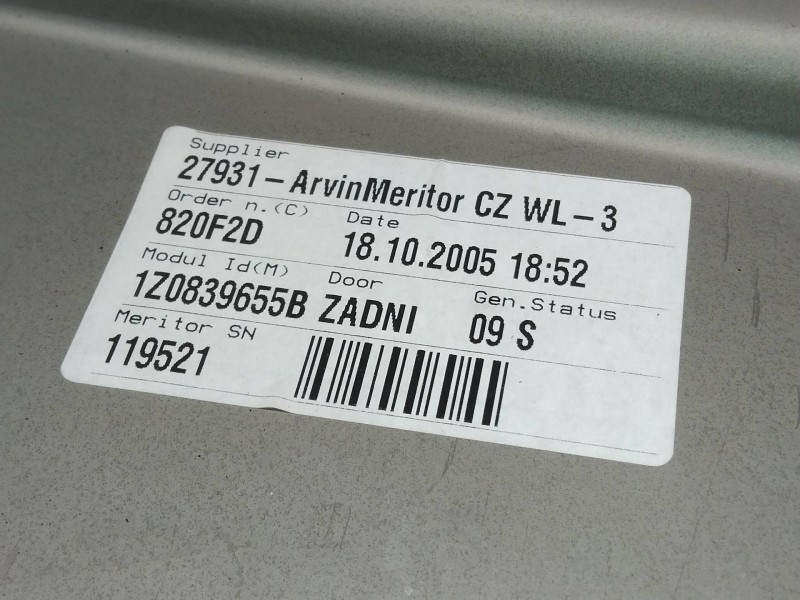 Supplier
27931-ArvinMeritor CZ WL-3
Order n.(C) Date
820F2D 18.10.2005 18:52
Modul Id(M) Door Gen.Status
1Z0839655B ZADNI 09 S
Meritor SN
119521